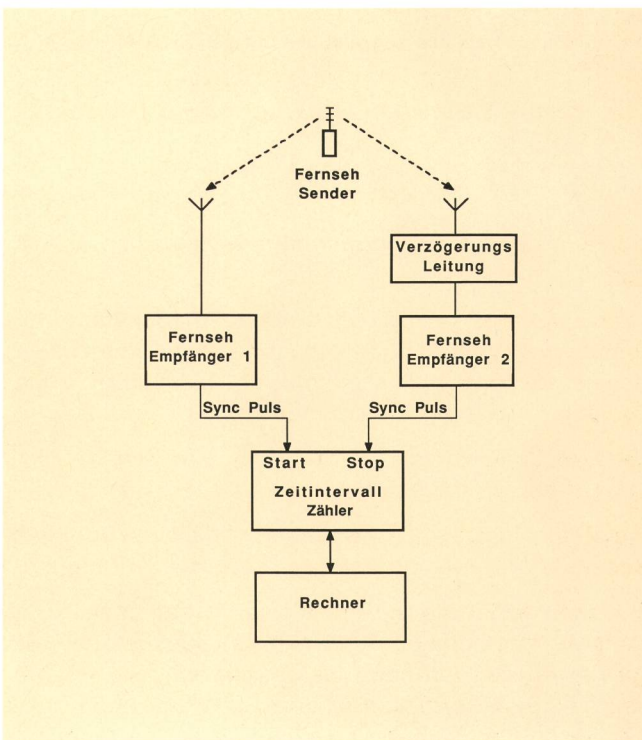 Fernseh
Sender
Verzögerungs
Leitung
Fernseh
Empfänger 1
Fernseh
Empfänger 2
Sync Puls
Sync Puls
Start Stop
Zeitintervall
Zähler
Rechner